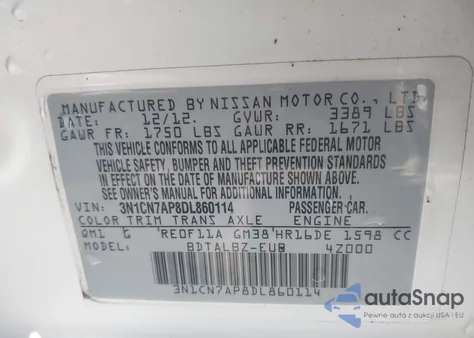 MANUFACTURED BY NISSAN MOTOR CO., LTD
DATE: 12/12. GVWR: 3389 LBS
GAWR FR: 1750 LBS GAWR RR: 1671 LBS
THIS VEHICLE CONFORMS TO ALL APPLICABLE FEDERAL MOTOR
VEHICLE SAFETY, BUMPER AND THEFT PREVENTION STANDARDS
IN EFFECT ON THE DATE OF MANUFACTURE SHOWN ABOVE.
SEE OWNER'S MANUAL FOR ADDITIONAL INFORMATION.
VIN: 3N1CN7AP8DL860114 PASSENGER CAR.
COLOR TRIM TRANS AXLE ENGINE
QM1 G 'RE0F11A GM38'HR16DE 1598 CC
BDTALBZ-EUB 4Z000
3N1CN7AP8DL860114
autoSnap
Pewne auta z aukcji USA i EU